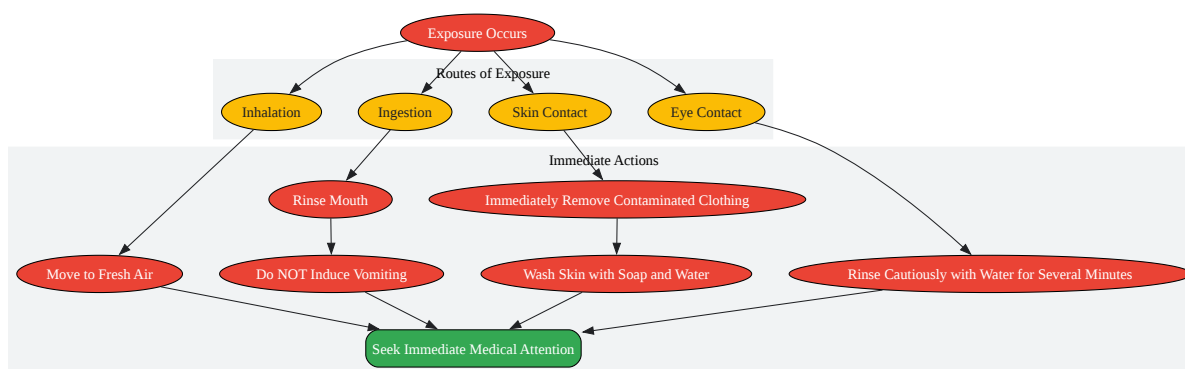 Exposure Occurs
Routes of Exposure
Inhalation
Ingestion
Skin Contact
Eye Contact
Immediate Actions
Rinse Mouth
Immediately Remove Contaminated Clothing
Move to Fresh Air
Do NOT Induce Vomiting
Wash Skin with Soap and Water
Rinse Cautiously with Water for Several Minutes
Seek Immediate Medical Attention